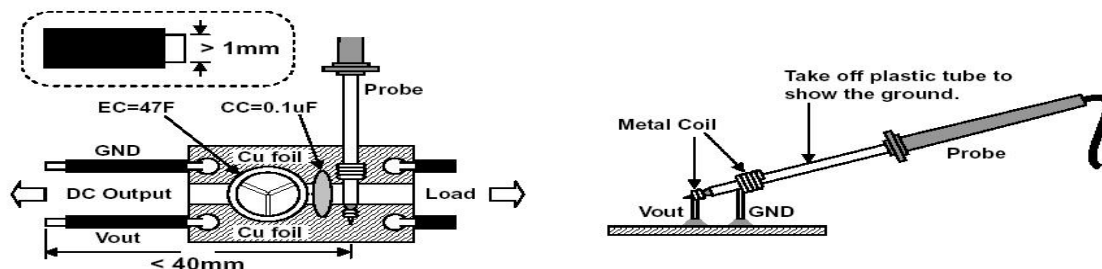 > 1mm
Probe
EC=47F
CC=0.1uF
GND
Cu foil
DC Output
Load
Cu foil
Vout
< 40mm
Take off plastic tube to
show the ground.
Metal Coil
Probe
Vout
GND